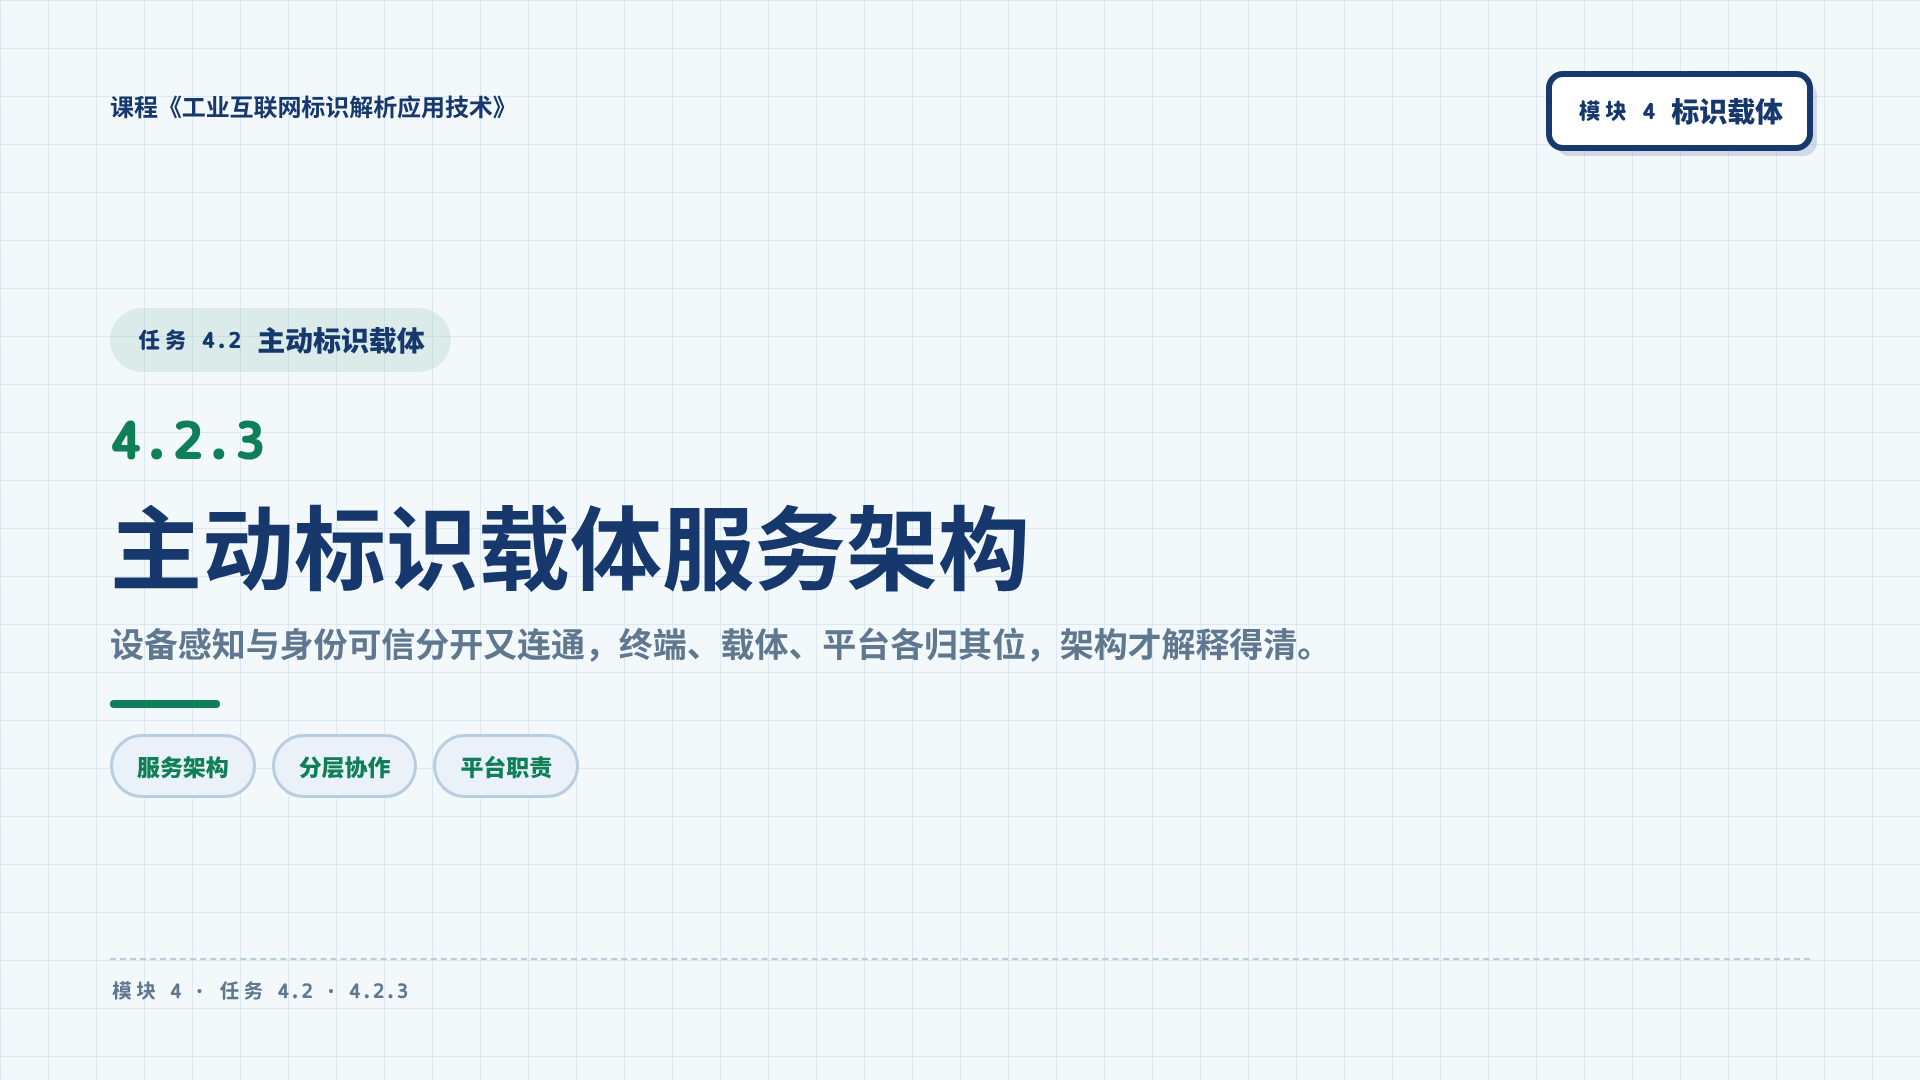 课程《工业互联网标识解析应用技术》
模块 4 标识载体
任务 4.2 主动标识载体
4.2.3
主动标识载体服务架构
设备感知与身份可信分开又连通，终端、载体、平台各归其位，架构才解释得清。
服务架构
分层协作
平台职责
模块 4 · 任务 4.2 · 4.2.3